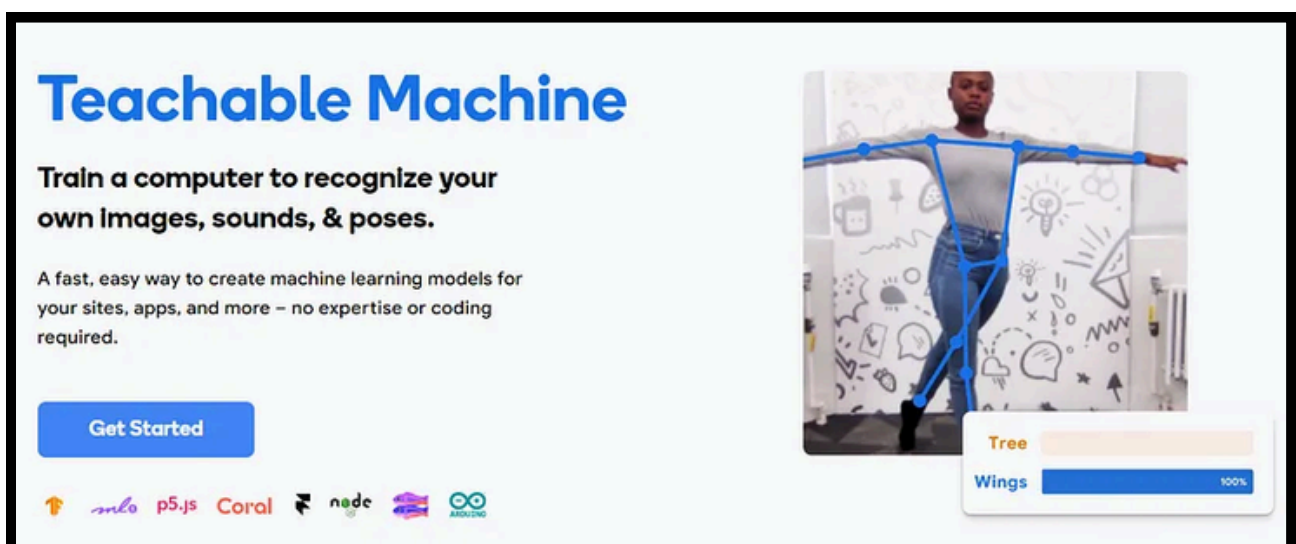 Teachable Machine
Train a computer to recognize your
own images, sounds, & poses.
A fast, easy way to create machine learning models for
your sites, apps, and more – no expertise or coding
required.
Get Started
p5.js Coral node ARDUINO
Tree
Wings 100%